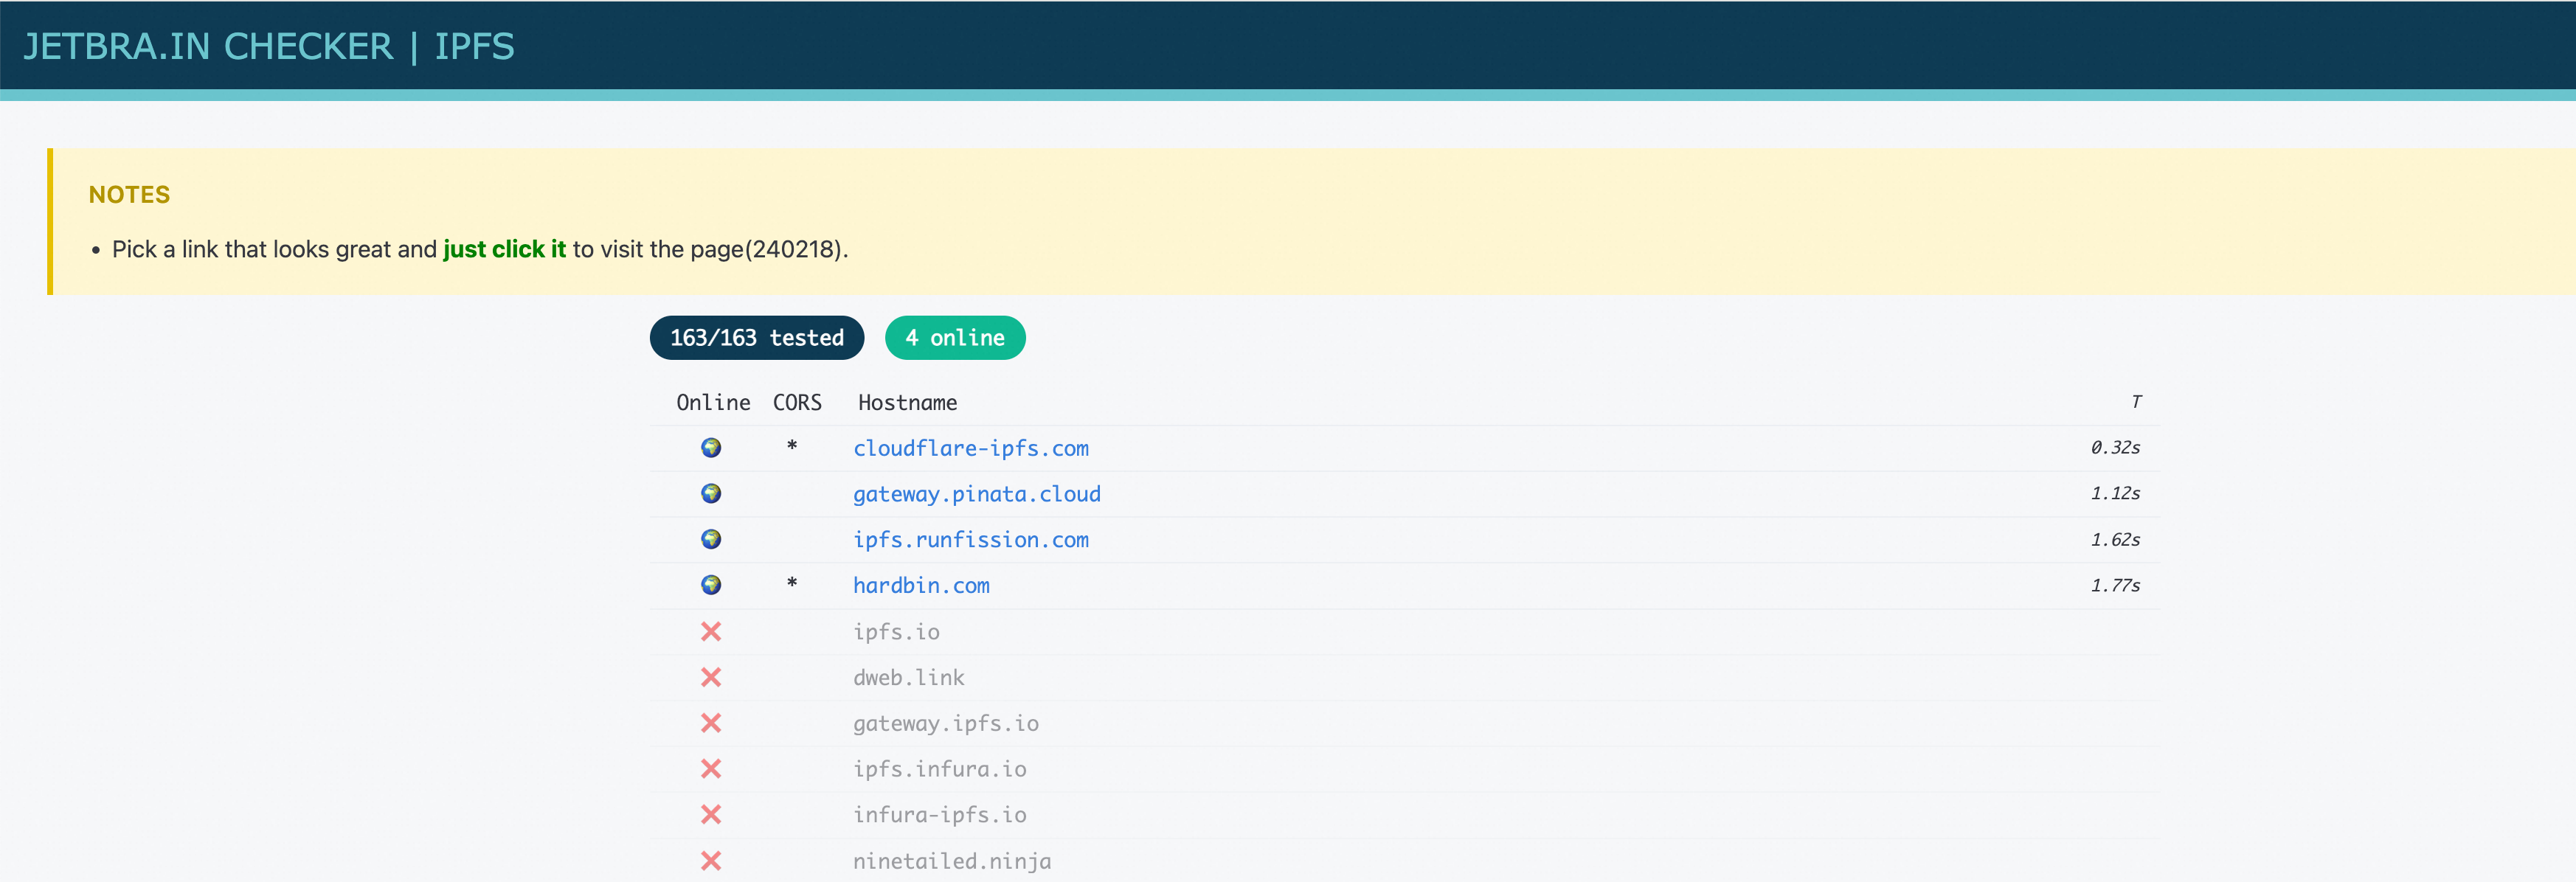 JETBRA.IN CHECKER | IPFS
NOTES
• Pick a link that looks great and just click it to visit the page(240218).
163/163 tested 4 online
Online CORS Hostname T
* cloudflare-ipfs.com 0.32s
gateway.pinata.cloud 1.12s
ipfs.runfission.com 1.62s
* hardbin.com 1.77s
ipfs.io
dweb.link
gateway.ipfs.io
ipfs.infura.io
infura-ipfs.io
ninetailed.ninja